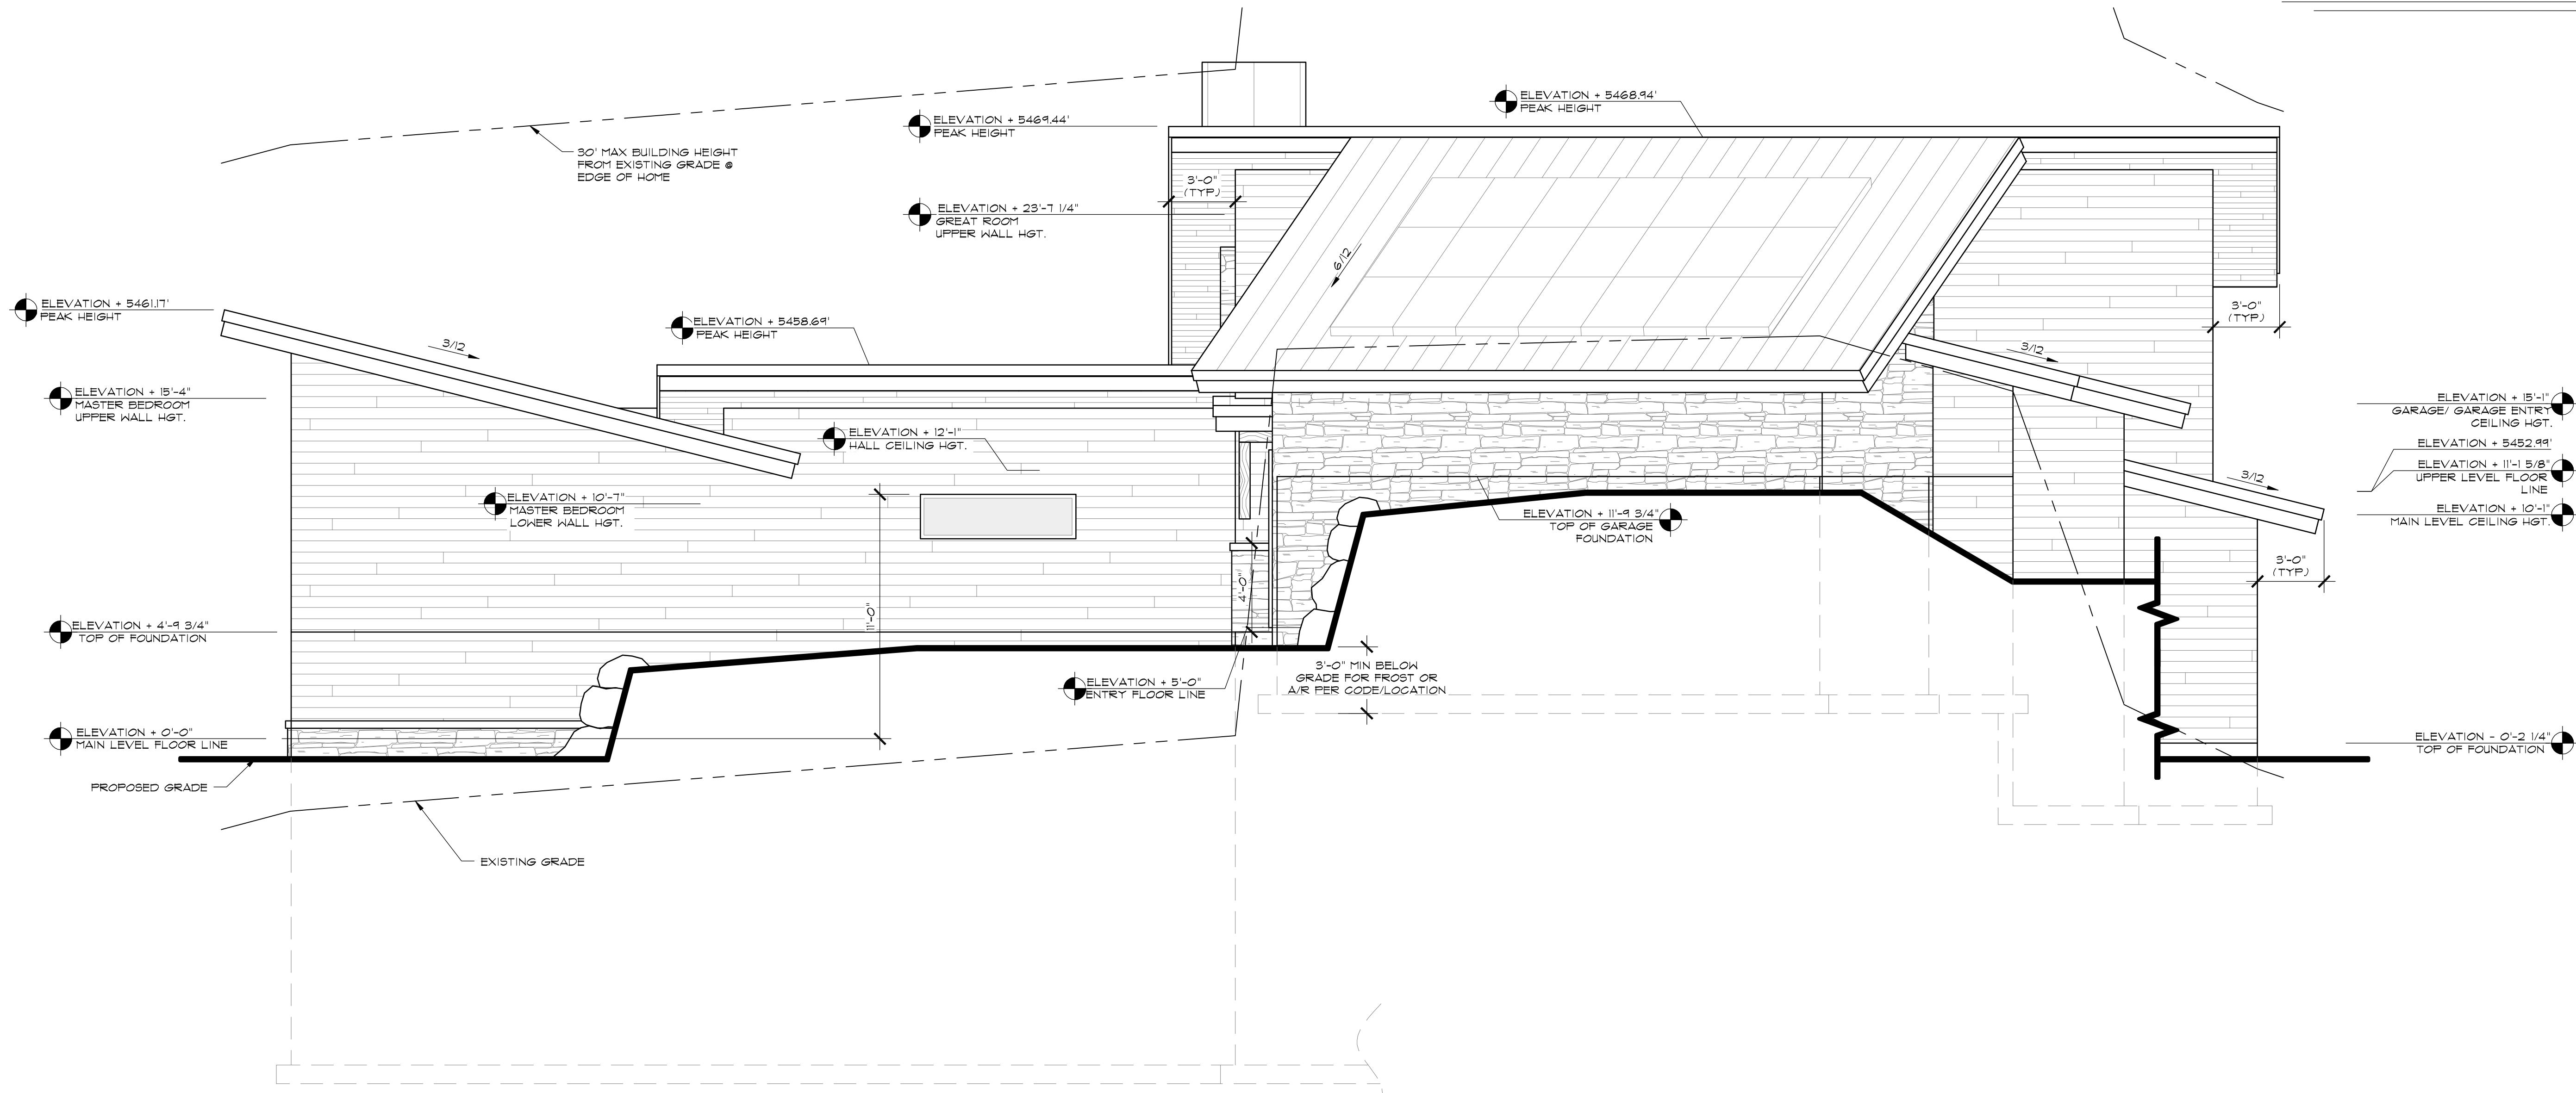 ELEVATION + 5468.94'
PEAK HEIGHT
ELEVATION + 5469.44'
PEAK HEIGHT
30' MAX BUILDING HEIGHT
FROM EXISTING GRADE @
EDGE OF HOME
3'-0"
(TYP.)
ELEVATION + 23'-7 1/4"
GREAT ROOM
UPPER WALL HGT.
6/12
ELEVATION + 5461.17'
PEAK HEIGHT
3'-0"
(TYP.)
ELEVATION + 5458.69'
PEAK HEIGHT
3/12
3/12
ELEVATION + 15'-4"
MASTER BEDROOM
UPPER WALL HGT.
ELEVATION + 15'-1"
GARAGE/ GARAGE ENTRY
CEILING HGT.
ELEVATION + 12'-1"
HALL CEILING HGT.
ELEVATION + 5452.99'
ELEVATION + 11'-1 5/8"
UPPER LEVEL FLOOR
LINE
3/12
ELEVATION + 10'-7"
MASTER BEDROOM
LOWER WALL HGT.
ELEVATION + 11'-9 3/4"
TOP OF GARAGE
FOUNDATION
ELEVATION + 10'-1"
MAIN LEVEL CEILING HGT.
3'-0"
(TYP.)
4'-0"
11'-0"
ELEVATION + 4'-9 3/4"
TOP OF FOUNDATION
3'-0" MIN BELOW
GRADE FOR FROST OR
A/R PER CODE/LOCATION
ELEVATION + 5'-0"
ENTRY FLOOR LINE
ELEVATION + 0'-0"
MAIN LEVEL FLOOR LINE
ELEVATION - 0'-2 1/4"
TOP OF FOUNDATION
PROPOSED GRADE
EXISTING GRADE